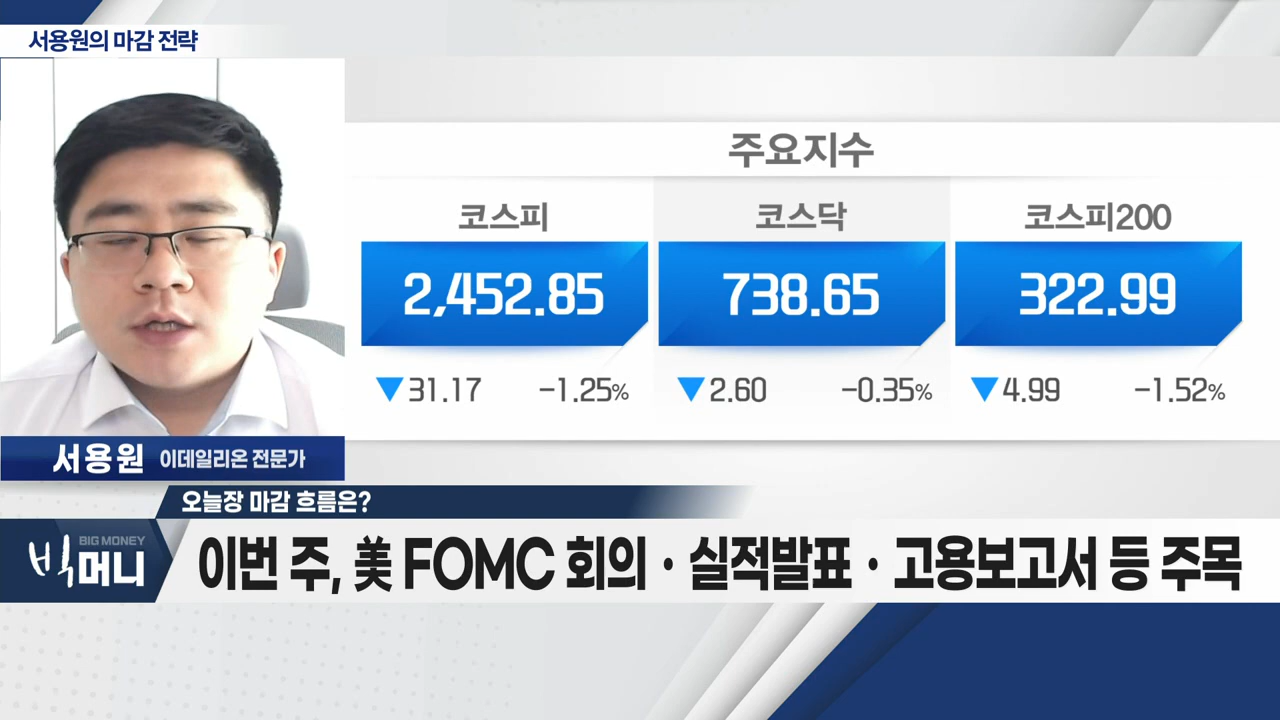 서용원의 마감 전략
주요지수
코스피
코스닥
코스피200
2,452.85
738.65
322.99
▼31.17 -1.25%
▼2.60 -0.35%
▼4.99 -1.52%
서용원 이데일리온 전문가
오늘장 마감 흐름은?
BIG MONEY
빅머니
이번 주, 美 FOMC 회의·실적발표·고용보고서 등 주목